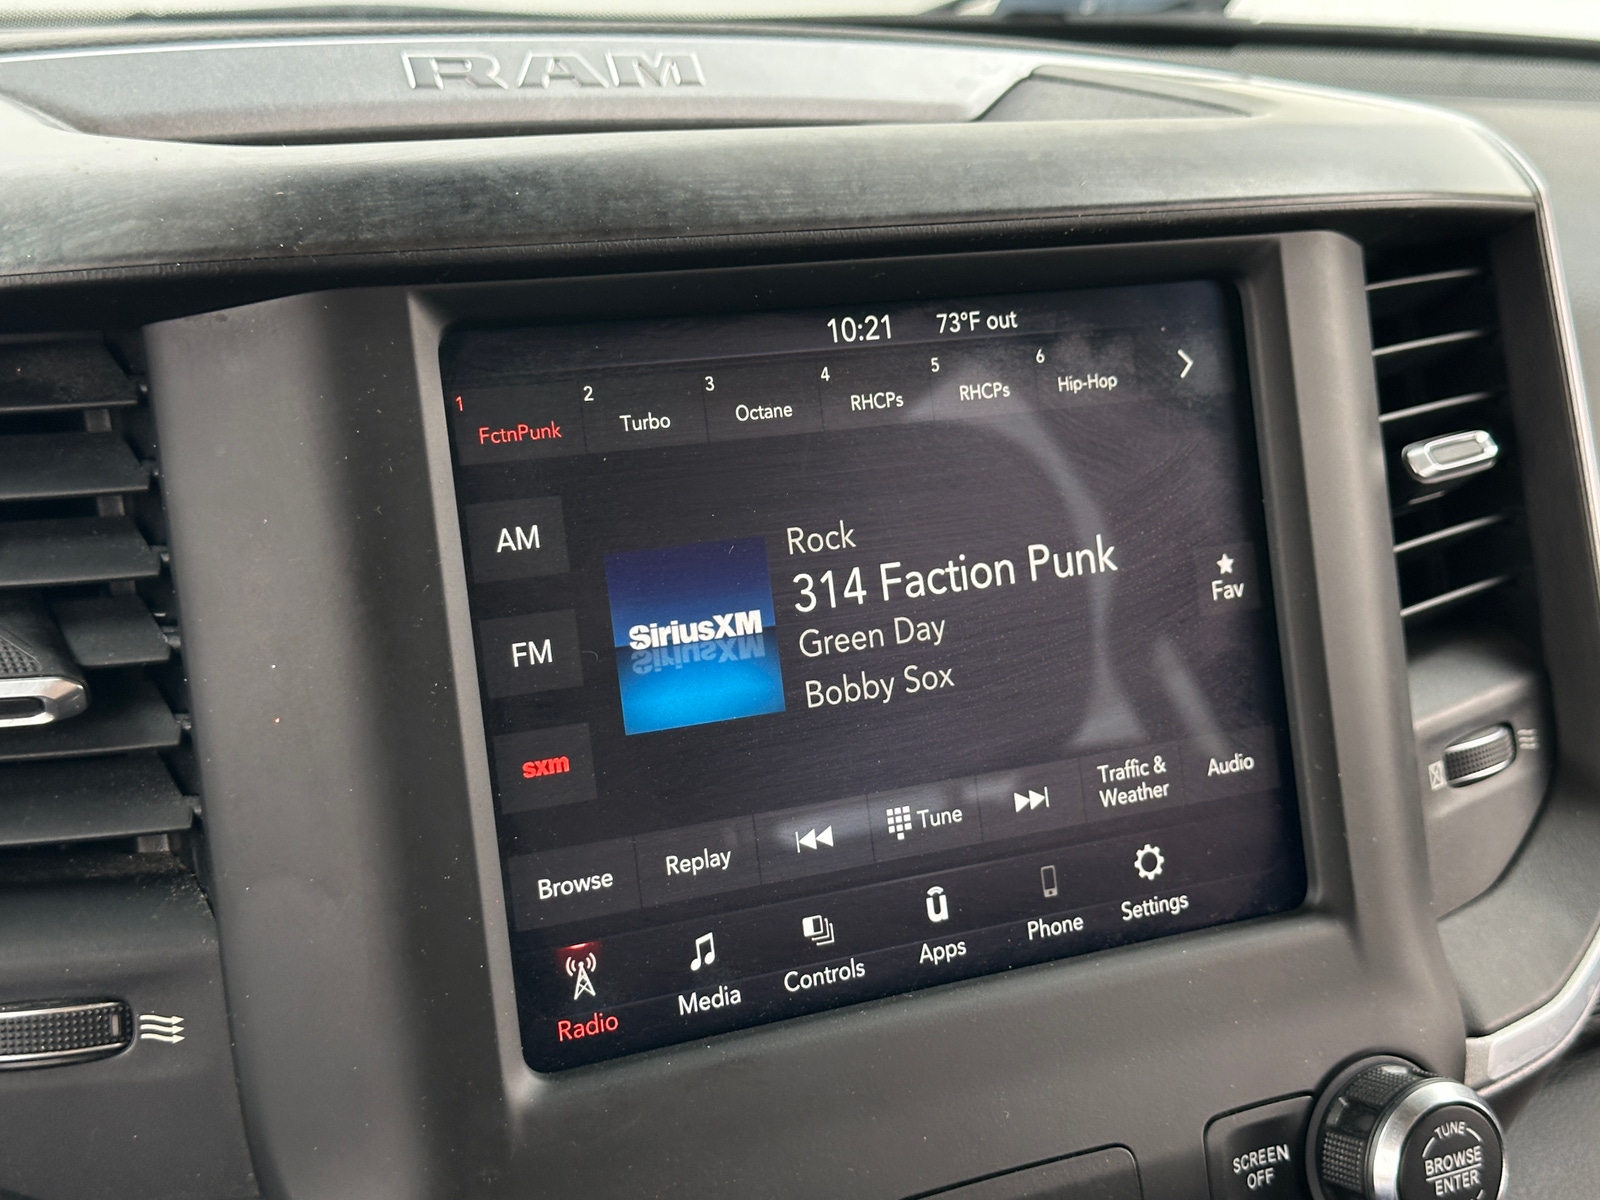 RAM
10:21 73°F out
1 FctnPunk
2 Turbo
3 Octane
4 RHCPs
5 RHCPs
6 Hip-Hop
AM
FM
sxm
SiriusXM
Rock
314 Faction Punk
Green Day
Bobby Sox
Fav
Browse
Replay
Tune
Traffic &
Weather
Audio
Radio
Media
Controls
Apps
Phone
Settings
SCREEN
OFF
TUNE
BROWSE
ENTER